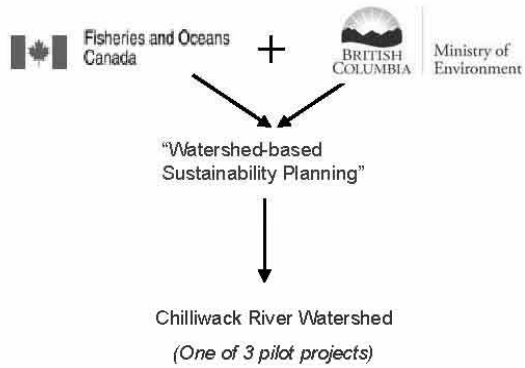 Fisheries and Oceans
Canada
+
BRITISH
COLUMBIA
Ministry of
Environment
“Watershed-based
Sustainability Planning”
Chilliwack River Watershed
(One of 3 pilot projects)